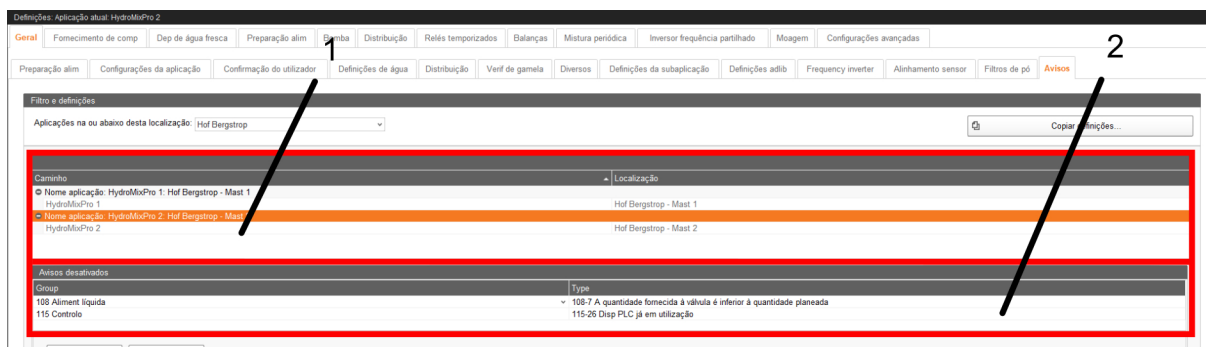 Definições: Aplicação atual: HydroMixPro 2
Geral Fornecimento de comp Dep de água fresca Preparação alim Bomba Distribuição Relés temporizados Balanças Mistura periódica Inversor frequência partilhado Moagem Configurações avançadas
1 2
Preparação alim Configurações da aplicação Confirmação do utilizador Definições de água Distribuição Verif de gamela Diversos Definições da subaplicação Definições adlib Frequency inverter Alinhamento sensor Filtros de pó Avisos
Filtro e definições
Aplicações na ou abaixo desta localização: Hof Bergstrop Copiar definições...
Caminho Localização
Nome aplicação: HydroMixPro 1: Hof Bergstrop - Mast 1
HydroMixPro 1 Hof Bergstrop - Mast 1
Nome aplicação: HydroMixPro 2: Hof Bergstrop - Mast
HydroMixPro 2 Hof Bergstrop - Mast 2
Avisos desativados
Group Type
108 Aliment líquida 108-7 A quantidade fornecida à válvula é inferior à quantidade planeada
115 Controlo 115-26 Disp PLC já em utilização